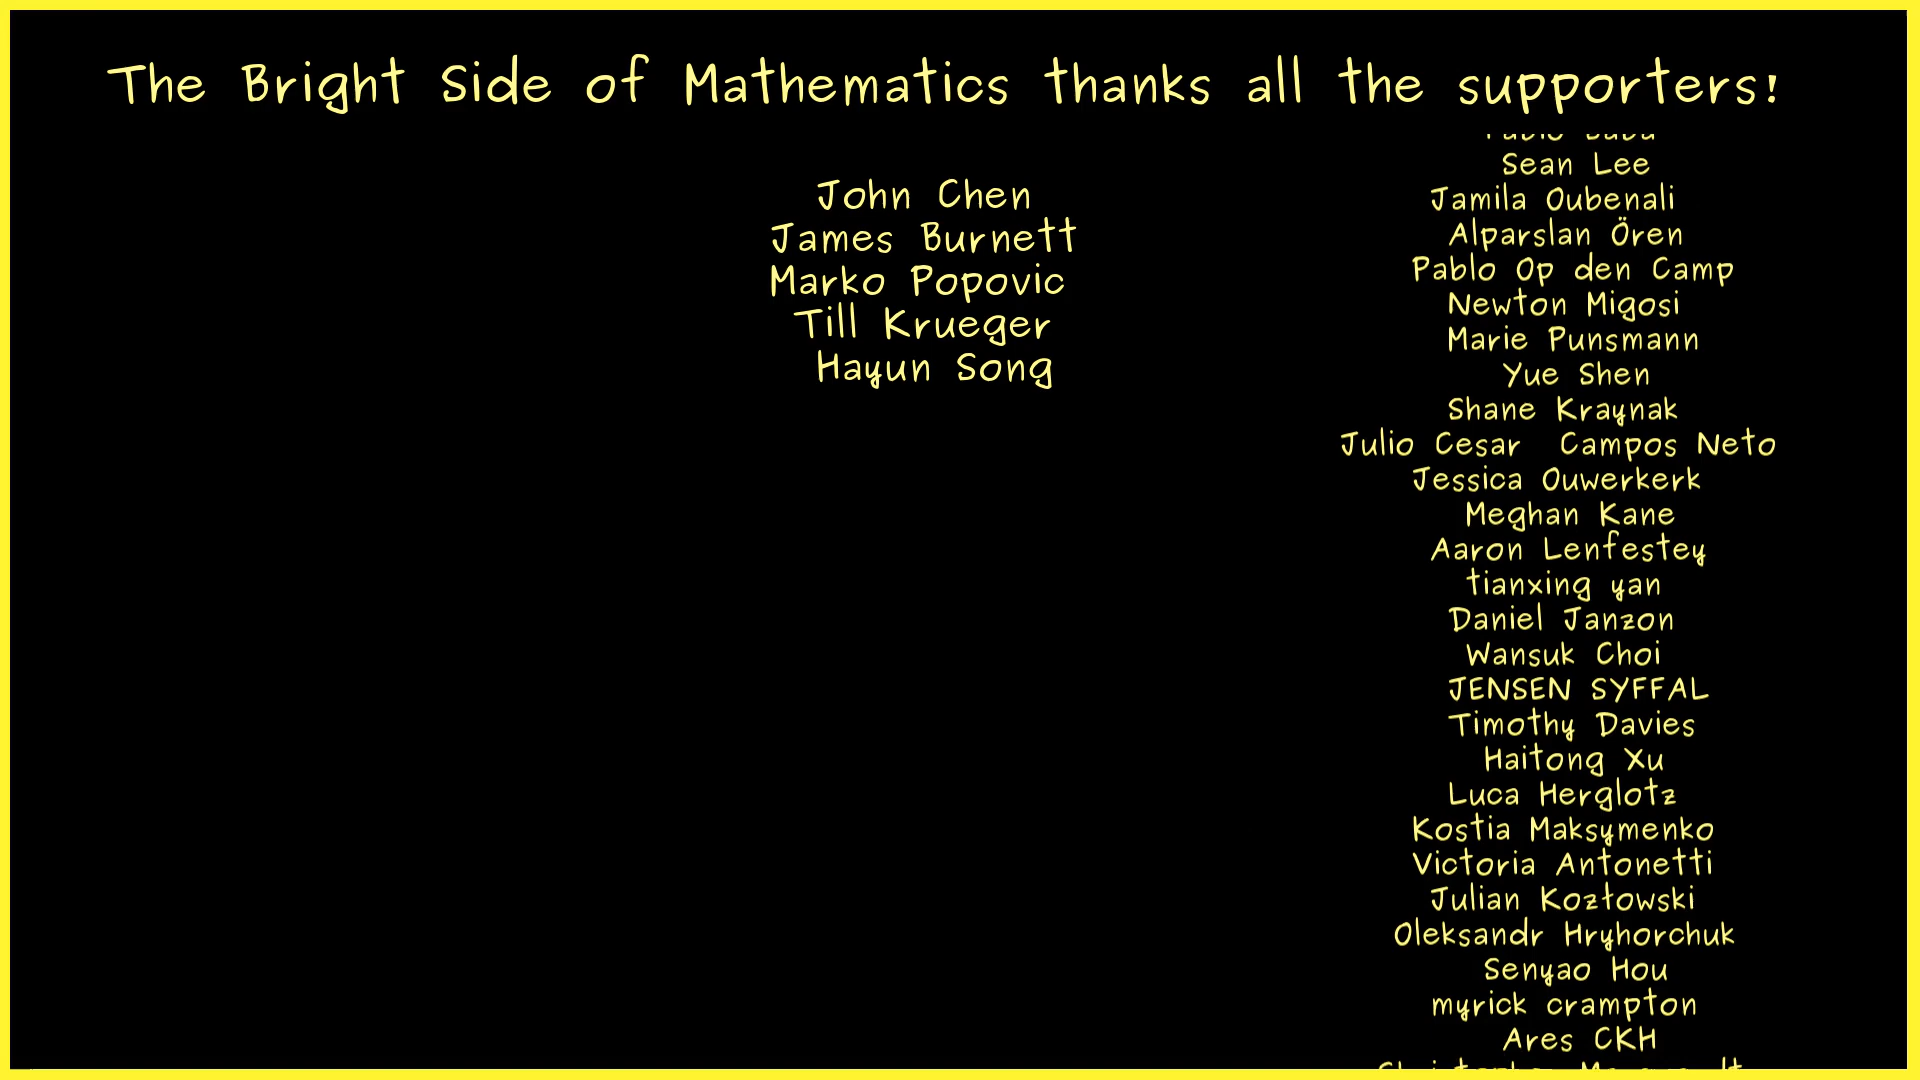 The Bright Side of Mathematics thanks all the supporters!
John Chen
James Burnett
Marko Popovic
Till Krueger
Hayun Song
Sean Lee
Jamila Oubenali
Alparslan Ören
Pablo Op den Camp
Newton Migosi
Marie Punsmann
Yue Shen
Shane Kraynak
Julio Cesar  Campos Neto
Jessica Ouwerkerk
Meghan Kane
Aaron Lenfestey
tianxing yan
Daniel Janzon
Wansuk Choi
JENSEN SYFFAL
Timothy Davies
Haitong Xu
Luca Herglotz
Kostia Maksymenko
Victoria Antonetti
Julian Kozłowski
Oleksandr Hryhorchuk
Senyao Hou
myrick crampton
Ares CKH